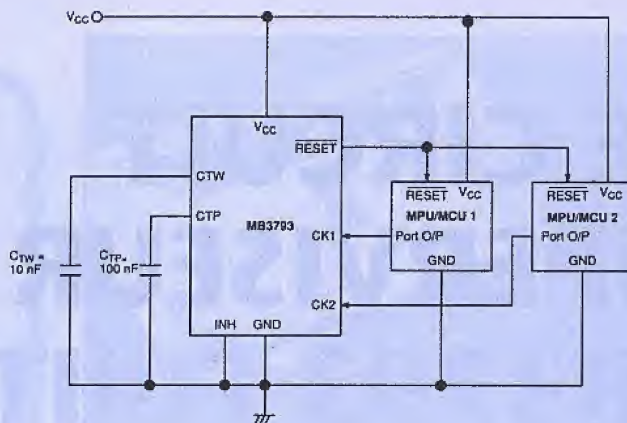 VCC
VCC
RESET
CTW
RESET VCC
RESET VCC
CTP
MPU/MCU 1
MPU/MCU 2
MB3793
CK1
Port O/P
Port O/P
CTW =
10 nF
CTP=
100 nF
GND
GND
CK2
INH GND